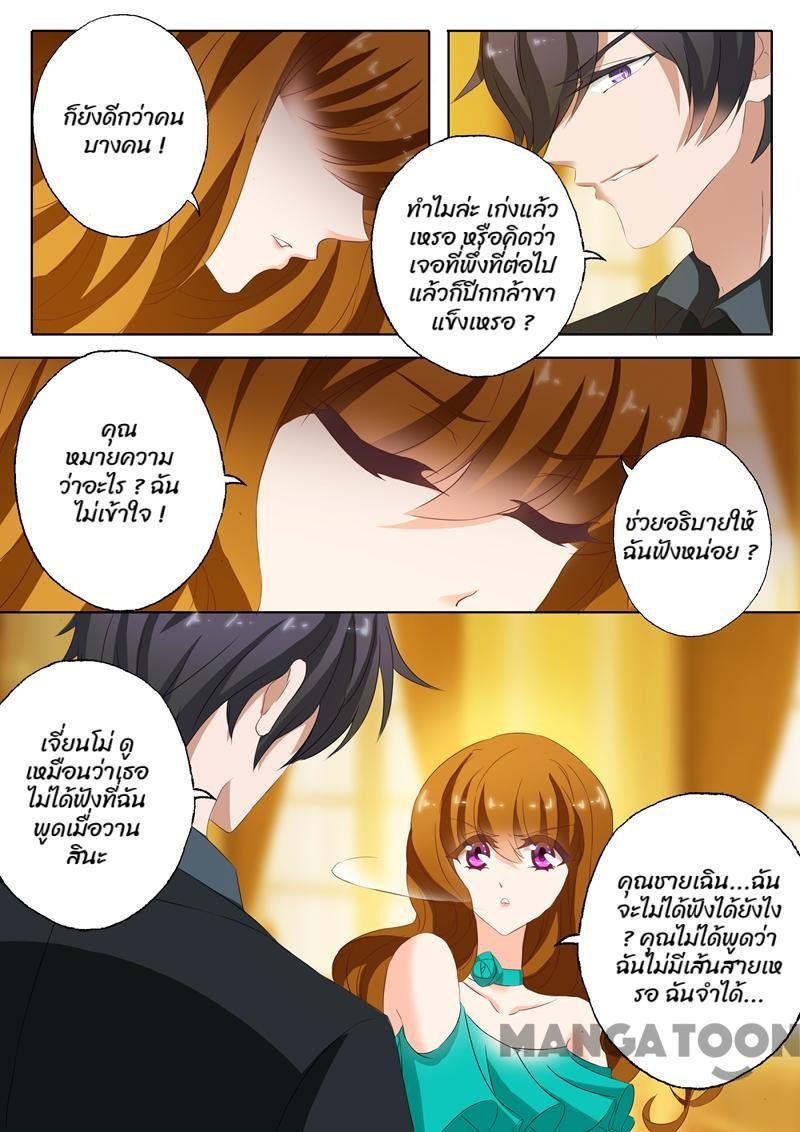 ก็ยังดีกว่าคน
บางคน !
ทำไมล่ะ เก่งแล้ว
เหรอ หรือคิดว่า
เจอที่พึ่งที่ต่อไป
แล้วก็ปีกกล้าขา
แข็งเหรอ ?
คุณ
หมายความ
ว่าอะไร ? ฉัน
ไม่เข้าใจ !
ช่วยอธิบายให้
ฉันฟังหน่อย ?
เจี่ยนโม่ ดู
เหมือนว่าเธอ
ไม่ได้ฟังที่ฉัน
พูดเมื่อวาน
สินะ
คุณชายเฉิน...ฉัน
จะไม่ได้ฟังได้ยังไง
? คุณไม่ได้พูดว่า
ฉันไม่มีเส้นสายเห
รอ ฉันจำได้...
MANGATOON